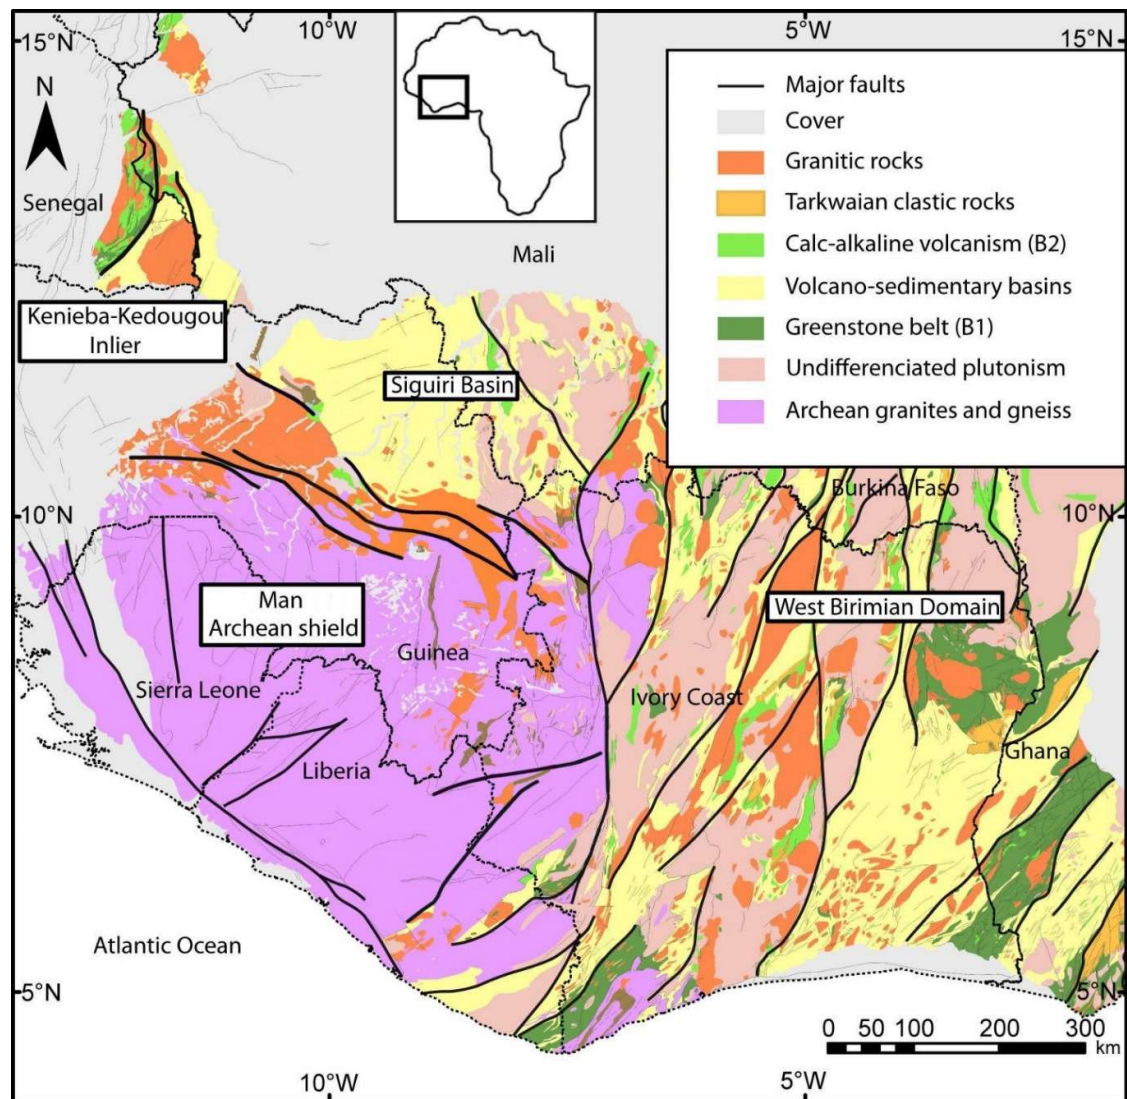 10°W
5°W
15°N
15°N
N
Senegal
Mali
Major faults
Cover
Granitic rocks
Tarkwaian clastic rocks
Calc-alkaline volcanism (B2)
Volcano-sedimentary basins
Greenstone belt (B1)
Undifferenciated plutonism
Archean granites and gneiss
Kenieba-Kedougou
Inlier
Siguiri Basin
Burkina Faso
10°N
10°N
Man
Archean shield
West Birimian Domain
Guinea
Sierra Leone
Ivory Coast
Liberia
Ghana
Atlantic Ocean
5°N
5°N
0 50 100 200 300
km
10°W
5°W